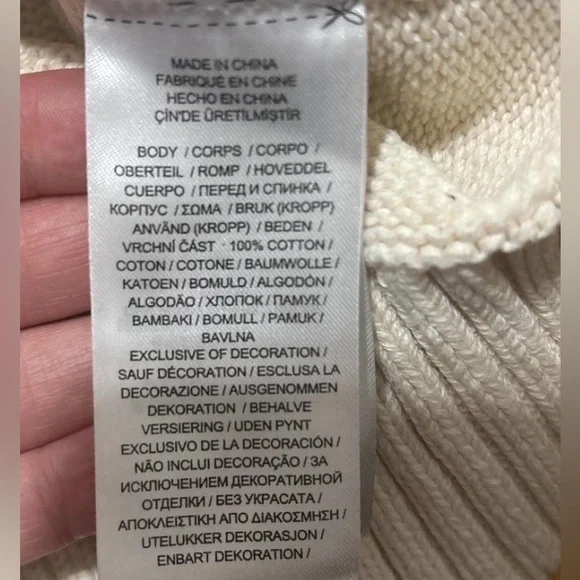 MADE IN CHINA
FABRIQUÉ EN CHINE
HECHO EN CHINA
ÇİN'DE ÜRETİLMİŞTİR
BODY / CORPS / CORPO /
OBERTEIL / ROMP / HOVEDDEL
CUERPO / ПЕРЕД И СПИНКА /
КОРПУС / ΣΩΜΑ / BRUK (KROPP)
ANVÄND (KROPP) / BEDEN /
VRCHNÍ ČÁST · 100% COTTON /
COTON / COTONE / BAUMWOLLE /
KATOEN / BOMULD / ALGODÓN /
ALGODÃO / ХЛОПОК / ПАМУК /
BAMBAKI / BOMULL / PAMUK /
BAVLNA
EXCLUSIVE OF DECORATION /
SAUF DÉCORATION / ESCLUSA LA
DECORAZIONE / AUSGENOMMEN
DEKORATION / BEHALVE
VERSIERING / UDEN PYNT
EXCLUSIVO DE LA DECORACIÓN /
NÃO INCLUI DECORAÇÃO / ЗА
ИСКЛЮЧЕНИЕМ ДЕКОРАТИВНОЙ
ОТДЕЛКИ / БЕЗ УКРАСАТА /
ΑΠΟΚΛΕΙΣΤΙΚΗ ΑΠΟ ΔΙΑΚΟΣΜΗΣΗ /
UTELUKKER DEKORASJON /
ENBART DEKORATION /